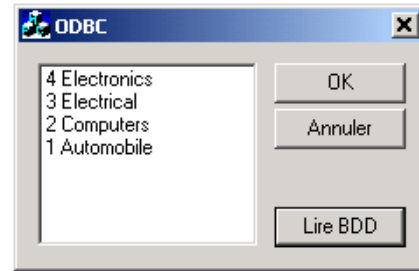 ODBC
4 Electronics
3 Electrical
2 Computers
1 Automobile
OK
Annuler
Lire BDD